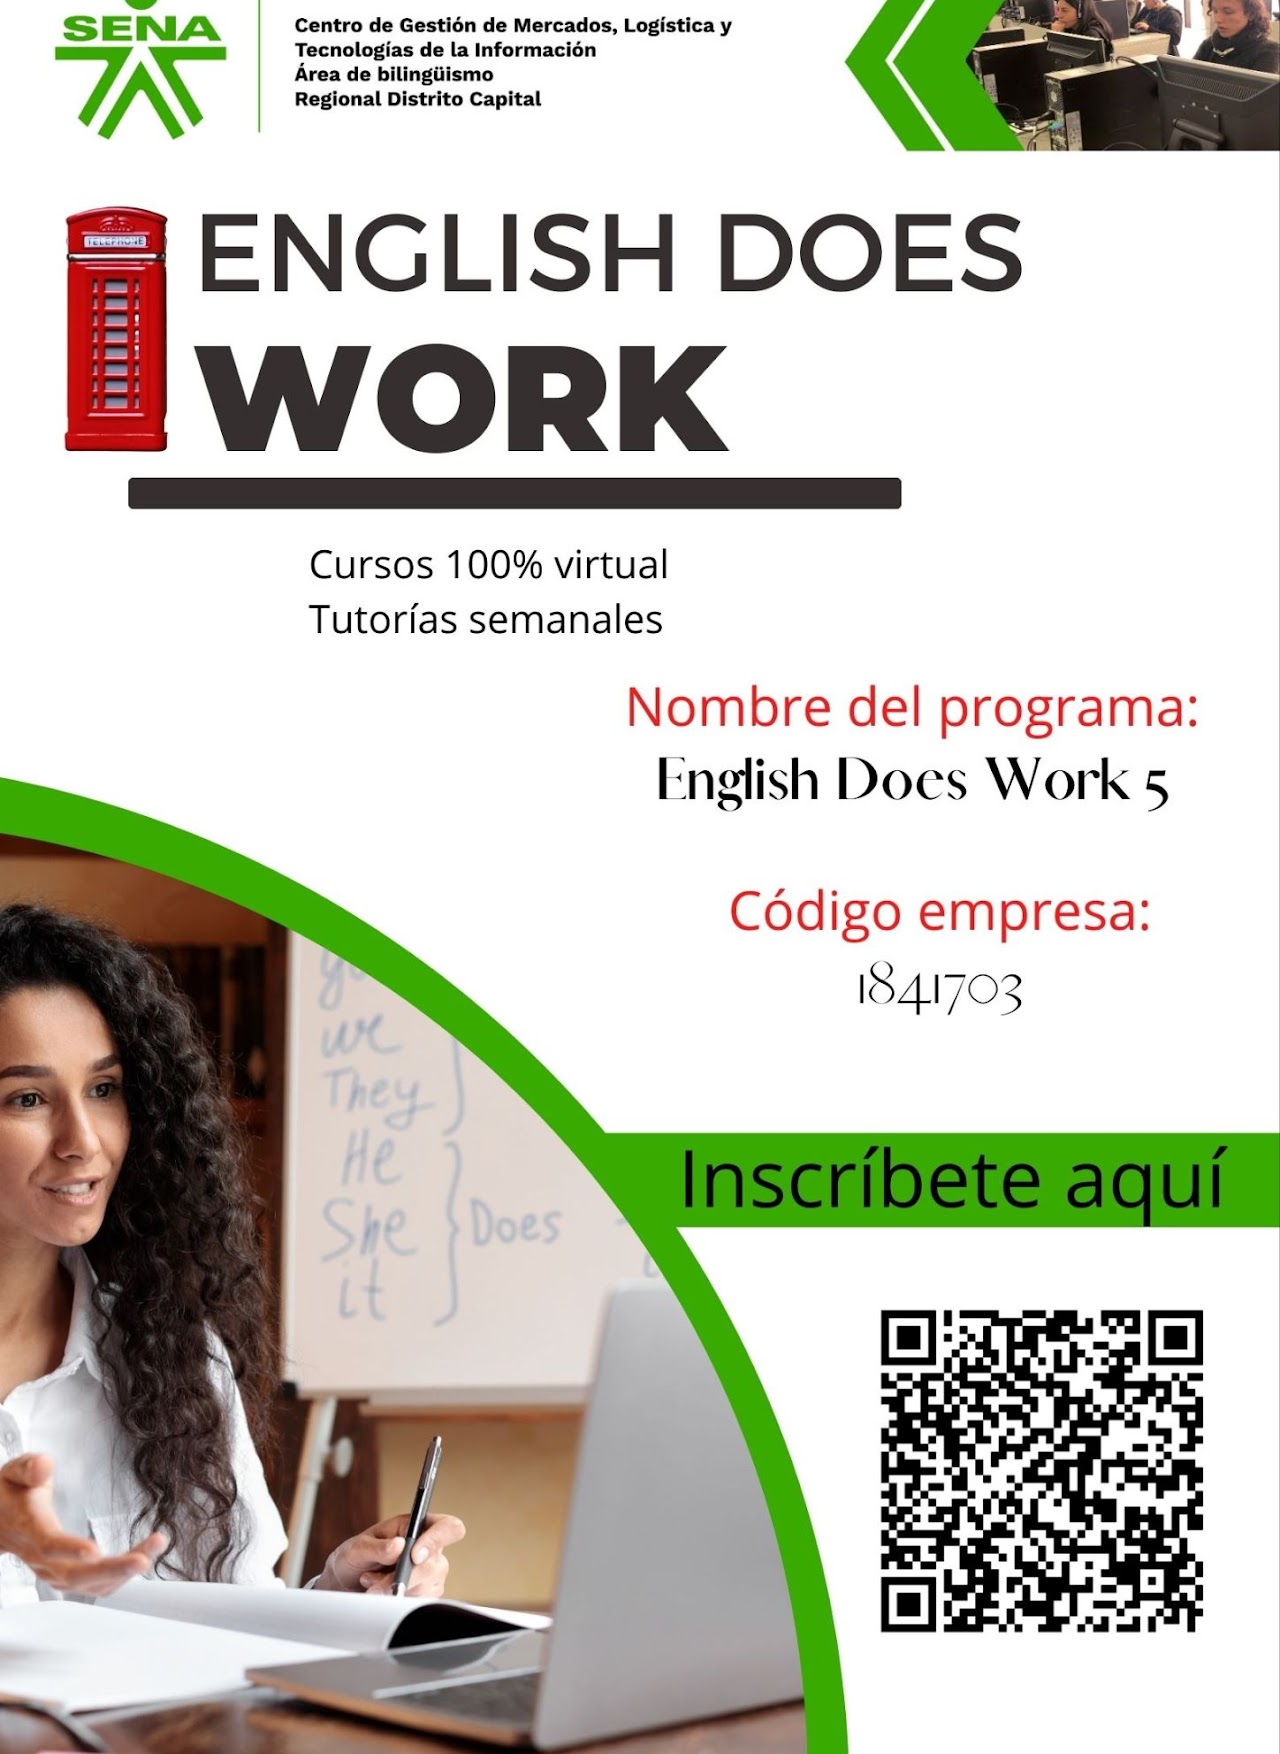 SENA
Centro de Gestión de Mercados, Logística y
Tecnologías de la Información
Área de bilingüismo
Regional Distrito Capital
TELEPHONE
ENGLISH DOES
WORK
Cursos 100% virtual
Tutorías semanales
Nombre del programa:
English Does Work 5
Código empresa:
1841703
we
They
He
She
it
Does
Inscríbete aquí